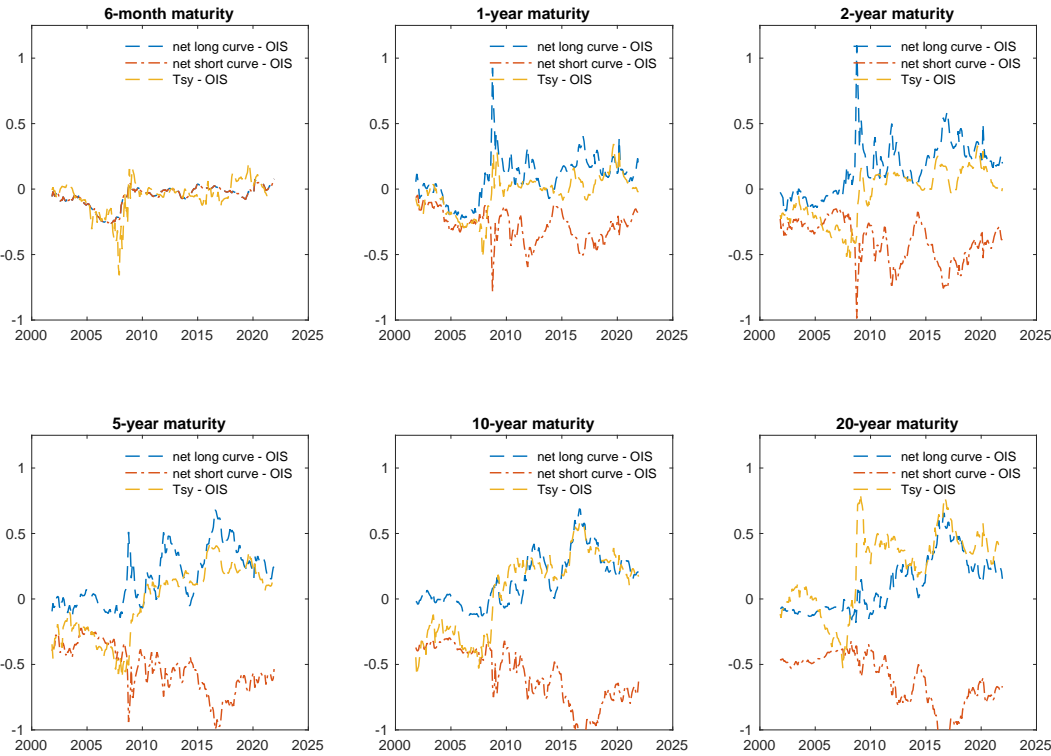 6-month maturity
1
0.5
0
-0.5
-1
2000 2005 2010 2015 2020 2025
net long curve - OIS
net short curve - OIS
Tsy - OIS
1-year maturity
1
0.5
0
-0.5
-1
2000 2005 2010 2015 2020 2025
net long curve - OIS
net short curve - OIS
Tsy - OIS
2-year maturity
1
0.5
0
-0.5
-1
2000 2005 2010 2015 2020 2025
net long curve - OIS
net short curve - OIS
Tsy - OIS
5-year maturity
1
0.5
0
-0.5
-1
2000 2005 2010 2015 2020 2025
net long curve - OIS
net short curve - OIS
Tsy - OIS
10-year maturity
1
0.5
0
-0.5
-1
2000 2005 2010 2015 2020 2025
net long curve - OIS
net short curve - OIS
Tsy - OIS
20-year maturity
1
0.5
0
-0.5
-1
2000 2005 2010 2015 2020 2025
net long curve - OIS
net short curve - OIS
Tsy - OIS